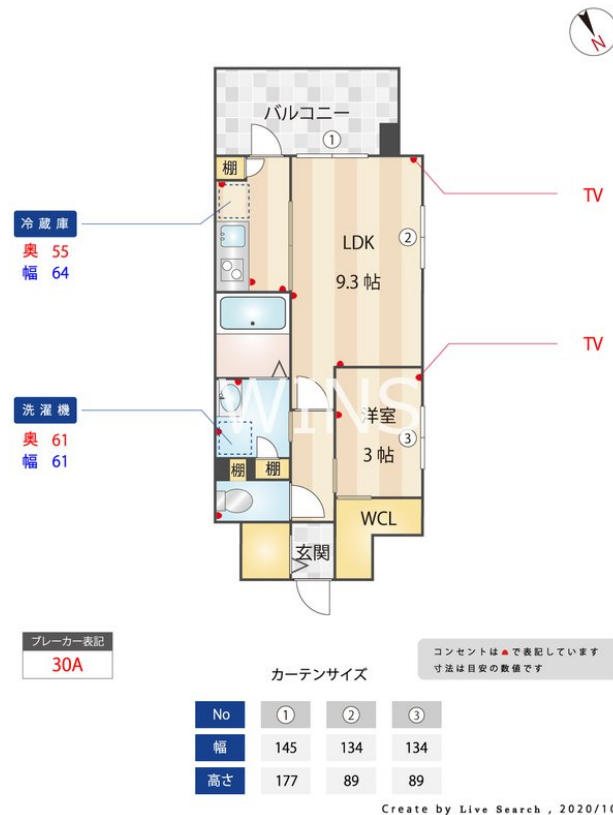 N
バルコニー
①
棚
冷蔵庫
奥 55
幅 64
TV
LDK
②
9.3 帖
TV
WINS
洗濯機
奥 61
幅 61
洋室
③
3 帖
棚
棚
WCL
玄関
ブレーカー表記
30A
コンセントは で表記しています
寸法は目安の数値です
カーテンサイズ
No ① ② ③
幅 145 134 134
高さ 177 89 89
Create by Live Search , 2020/10